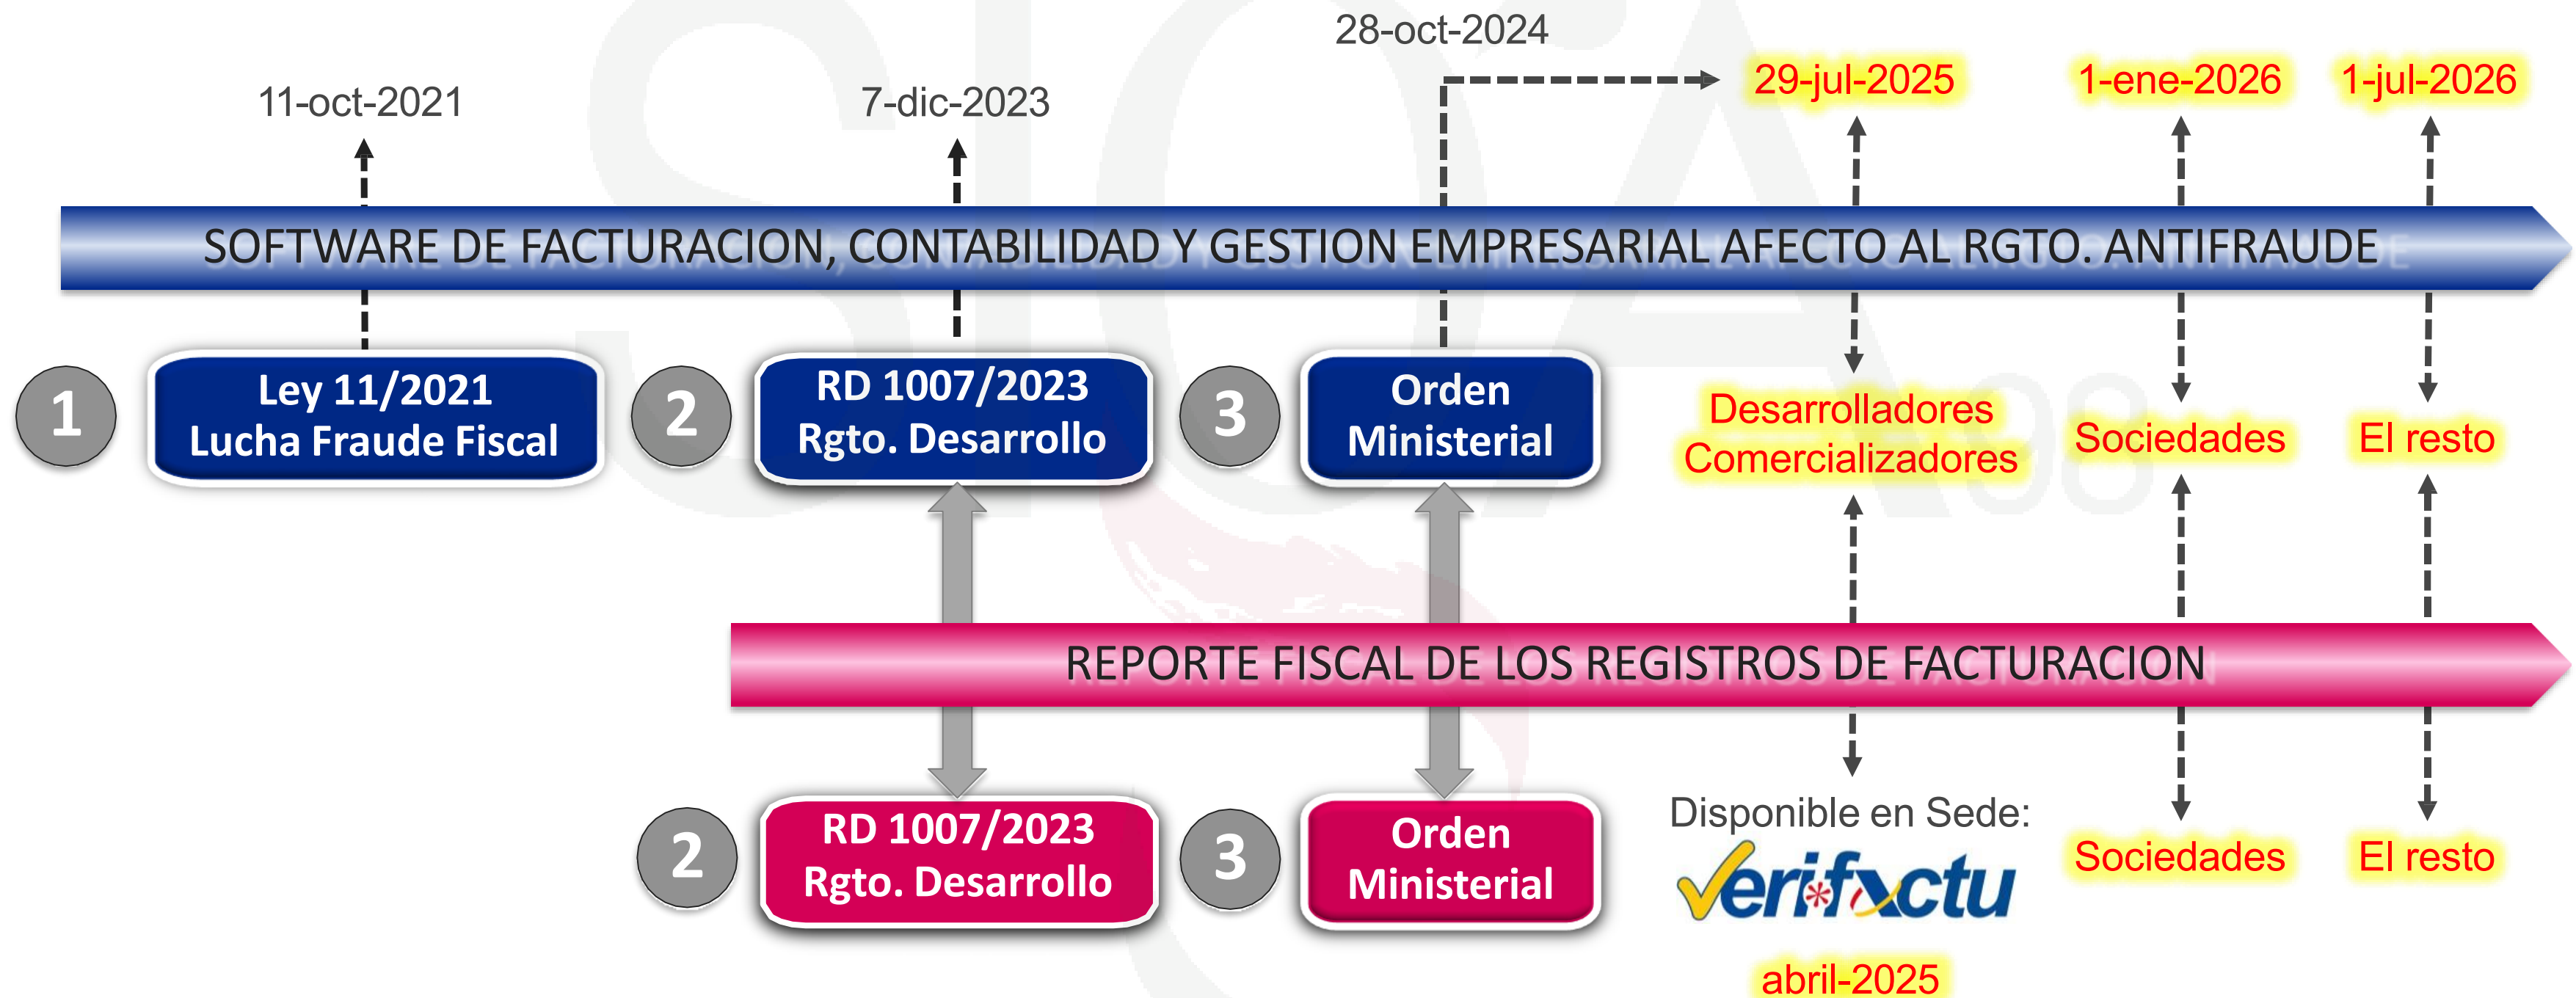 28-oct-2024
11-oct-2021
7-dic-2023
29-jul-2025
1-ene-2026
1-jul-2026
SOFTWARE DE FACTURACION, CONTABILIDAD Y GESTION EMPRESARIAL AFECTO AL RGTO. ANTIFRAUDE
1
Ley 11/2021
Lucha Fraude Fiscal
2
RD 1007/2023
Rgto. Desarrollo
3
Orden
Ministerial
Desarrolladores
Comercializadores
Sociedades
El resto
REPORTE FISCAL DE LOS REGISTROS DE FACTURACION
2
RD 1007/2023
Rgto. Desarrollo
3
Orden
Ministerial
Disponible en Sede:
Veri*factu
abril-2025
Sociedades
El resto